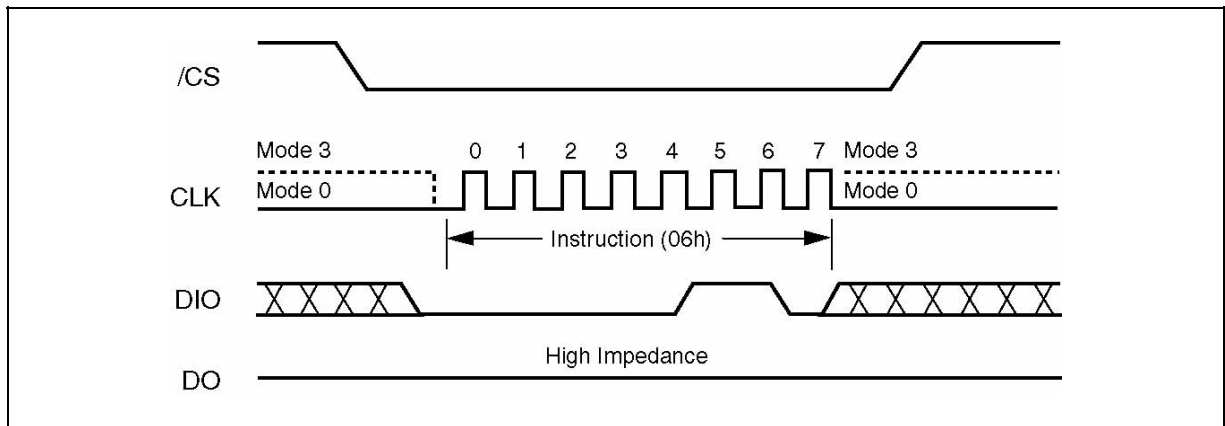 /CS
Mode 3 0 1 2 3 4 5 6 7 Mode 3
CLK Mode 0 Mode 0
Instruction (06h)
DIO
High Impedance
DO